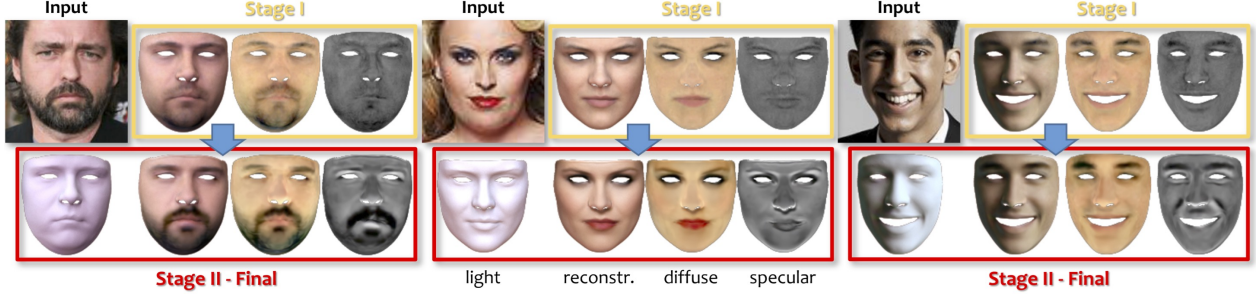 Input Stage I Input Stage I Input Stage I
Stage II - Final light reconstr. diffuse specular Stage II - Final